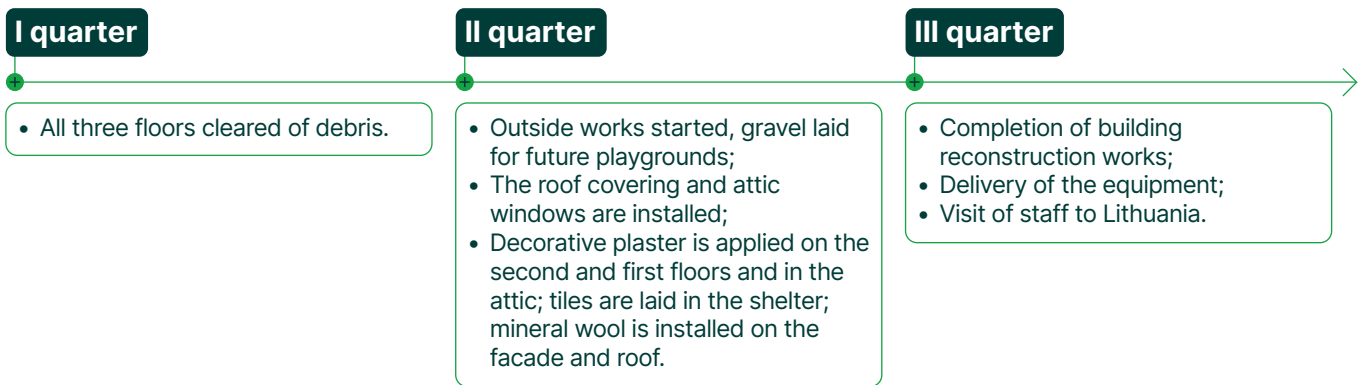 I quarter
• All three floors cleared of debris.
II quarter
• Outside works started, gravel laid
for future playgrounds;
• The roof covering and attic
windows are installed;
• Decorative plaster is applied on the
second and first floors and in the
attic; tiles are laid in the shelter;
mineral wool is installed on the
facade and roof.
III quarter
• Completion of building
reconstruction works;
• Delivery of the equipment;
• Visit of staff to Lithuania.